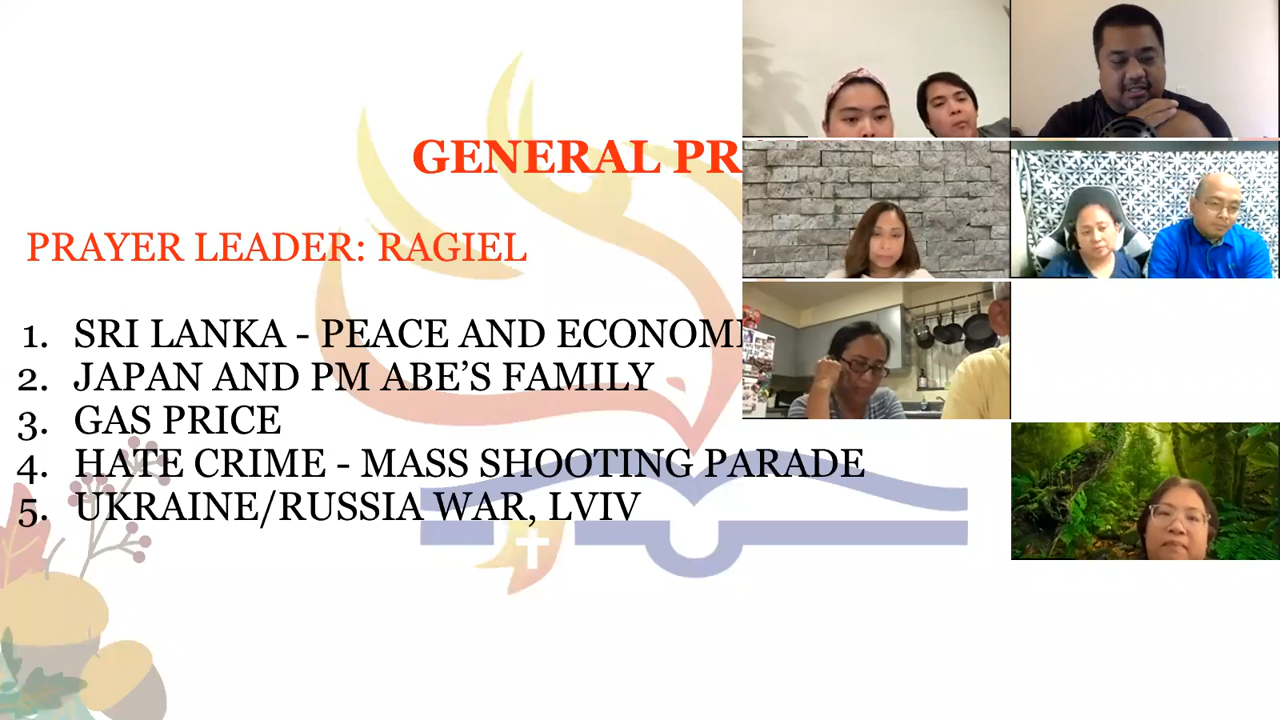 GENERAL PR
PRAYER LEADER: RAGIEL
1. SRI LANKA - PEACE AND ECONOMI
2. JAPAN AND PM ABE’S FAMILY
3. GAS PRICE
4. HATE CRIME - MASS SHOOTING PARADE
5. UKRAINE/RUSSIA WAR, LVIV